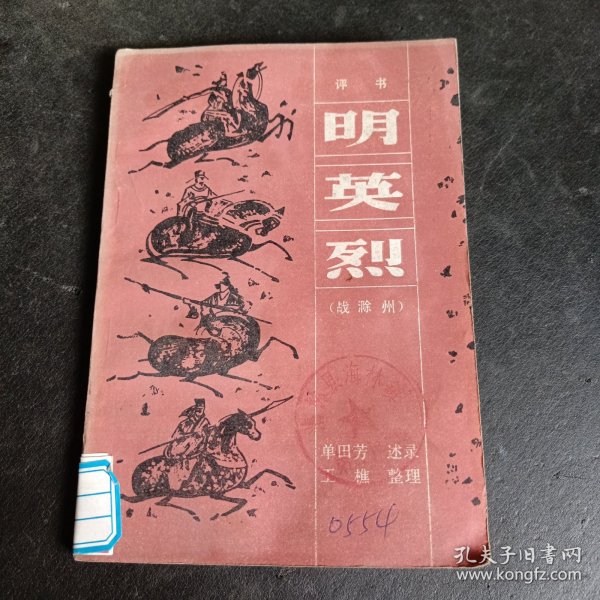 评书
明
英
烈
(战滁州)
单田芳 述录
王樵 整理
0554
孔夫子旧书网
www.kongfz.com